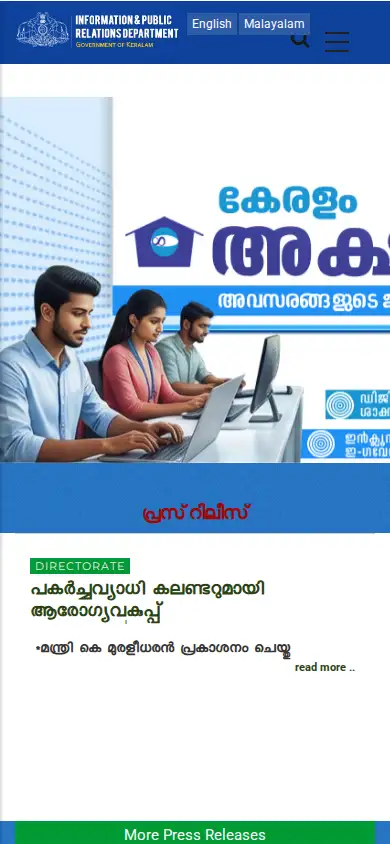 INFORMATION & PUBLIC
RELATIONS DEPARTMENT
GOVERNMENT OF KERALAM
English
Malayalam
കേരളം
അവസരങ്ങളുടെ
പ്രസ് റിലീസ്
DIRECTORATE
പകർച്ചവ്യാധി കലണ്ടറുമായി
ആരോഗ്യവകുപ്പ്
*മന്ത്രി കെ മുരളീധരൻ പ്രകാശനം ചെയ്തു
read more ..
More Press Releases